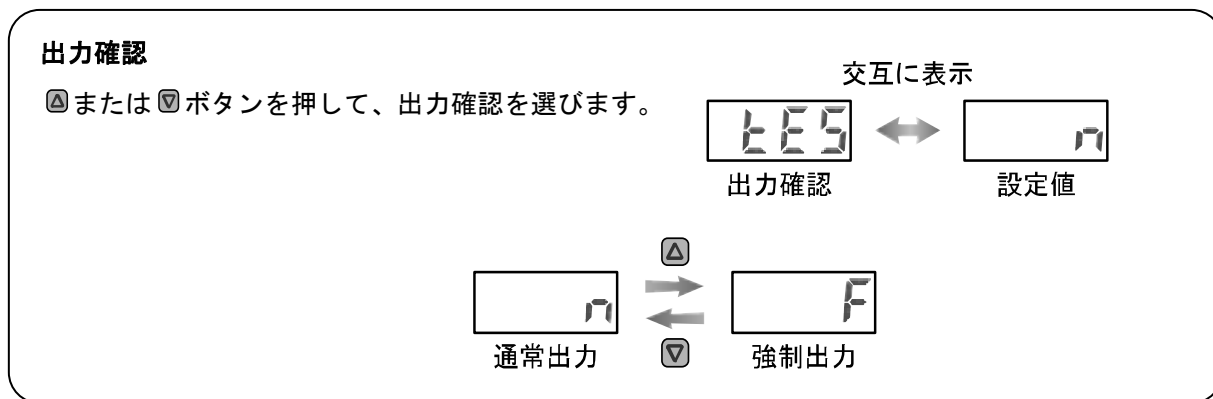 出力確認
△または▽ボタンを押して、出力確認を選びます。
交互に表示
tES
n
出力確認
設定値
△
n
F
通常出力
▽
強制出力